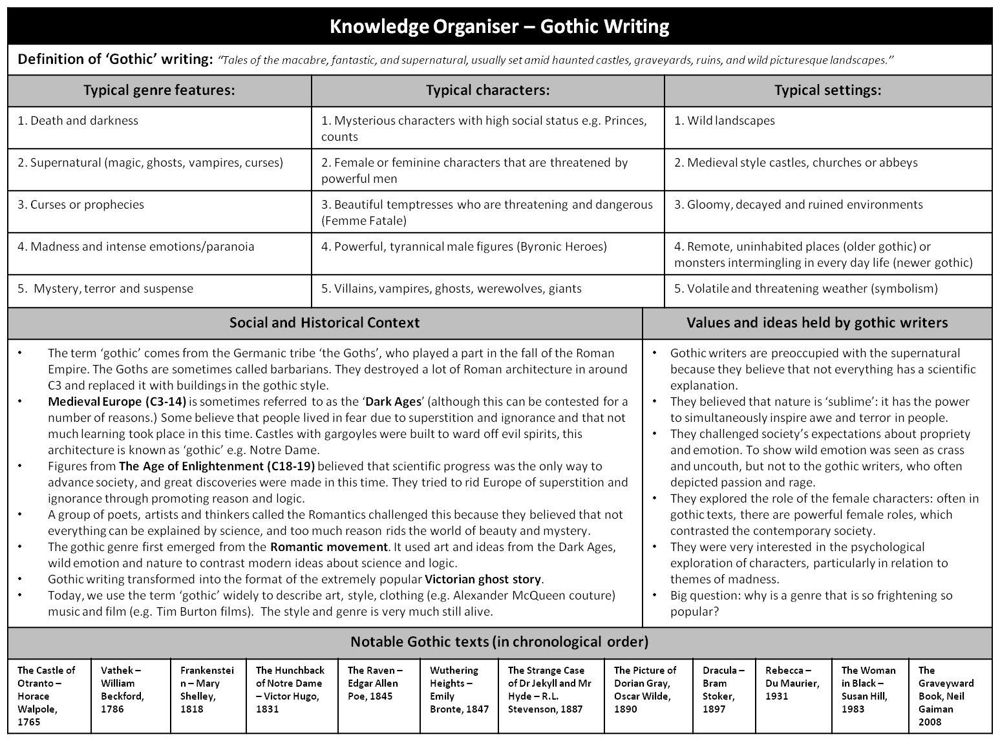 Knowledge Organiser – Gothic Writing
Definition of ‘Gothic’ writing: “Tales of the macabre, fantastic, and supernatural, usually set amid haunted castles, graveyards, ruins, and wild picturesque landscapes.”
Typical genre features:
Typical characters:
Typical settings:
1. Death and darkness
1. Mysterious characters with high social status e.g. Princes,
counts
1. Wild landscapes
2. Supernatural (magic, ghosts, vampires, curses)
2. Female or feminine characters that are threatened by
powerful men
2. Medieval style castles, churches or abbeys
3. Curses or prophecies
3. Beautiful temptresses who are threatening and dangerous
(Femme Fatale)
3. Gloomy, decayed and ruined environments
4. Madness and intense emotions/paranoia
4. Powerful, tyrannical male figures (Byronic Heroes)
4. Remote, uninhabited places (older gothic) or
monsters intermingling in every day life (newer gothic)
5. Mystery, terror and suspense
5. Villains, vampires, ghosts, werewolves, giants
5. Volatile and threatening weather (symbolism)
Social and Historical Context
• The term ‘gothic’ comes from the Germanic tribe ‘the Goths’, who played a part in the fall of the Roman
Empire. The Goths are sometimes called barbarians. They destroyed a lot of Roman architecture in around
C3 and replaced it with buildings in the gothic style.
• Medieval Europe (C3-14) is sometimes referred to as the ‘Dark Ages’ (although this can be contested for a
number of reasons.) Some believe that people lived in fear due to superstition and ignorance and that not
much learning took place in this time. Castles with gargoyles were built to ward off evil spirits, this
architecture is known as ‘gothic’ e.g. Notre Dame.
• Figures from The Age of Enlightenment (C18-19) believed that scientific progress was the only way to
advance society, and great discoveries were made in this time. They tried to rid Europe of superstition and
ignorance through promoting reason and logic.
• A group of poets, artists and thinkers called the Romantics challenged this because they believed that not
everything can be explained by science, and too much reason rids the world of beauty and mystery.
• The gothic genre first emerged from the Romantic movement. It used art and ideas from the Dark Ages,
wild emotion and nature to contrast modern ideas about science and logic.
• Gothic writing transformed into the format of the extremely popular Victorian ghost story.
• Today, we use the term ‘gothic’ widely to describe art, style, clothing (e.g. Alexander McQueen couture)
music and film (e.g. Tim Burton films). The style and genre is very much still alive.
Values and ideas held by gothic writers
• Gothic writers are preoccupied with the supernatural
because they believe that not everything has a scientific
explanation.
• They believed that nature is ‘sublime’: it has the power
to simultaneously inspire awe and terror in people.
• They challenged society’s expectations about propriety
and emotion. To show wild emotion was seen as crass
and uncouth, but not to the gothic writers, who often
depicted passion and rage.
• They explored the role of the female characters: often in
gothic texts, there are powerful female roles, which
contrasted the contemporary society.
• They were very interested in the psychological
exploration of characters, particularly in relation to
themes of madness.
• Big question: why is a genre that is so frightening so
popular?
Notable Gothic texts (in chronological order)
The Castle of
Otranto –
Horace
Walpole,
1765
Vathek –
William
Beckford,
1786
Frankenstei
n – Mary
Shelley,
1818
The Hunchback
of Notre Dame
– Victor Hugo,
1831
The Raven –
Edgar Allen
Poe, 1845
Wuthering
Heights –
Emily
Bronte, 1847
The Strange Case
of Dr Jekyll and Mr
Hyde – R.L.
Stevenson, 1887
The Picture of
Dorian Gray,
Oscar Wilde,
1890
Dracula –
Bram
Stoker,
1897
Rebecca –
Du Maurier,
1931
The Woman
in Black –
Susan Hill,
1983
The
Graveyard
Book, Neil
Gaiman
2008